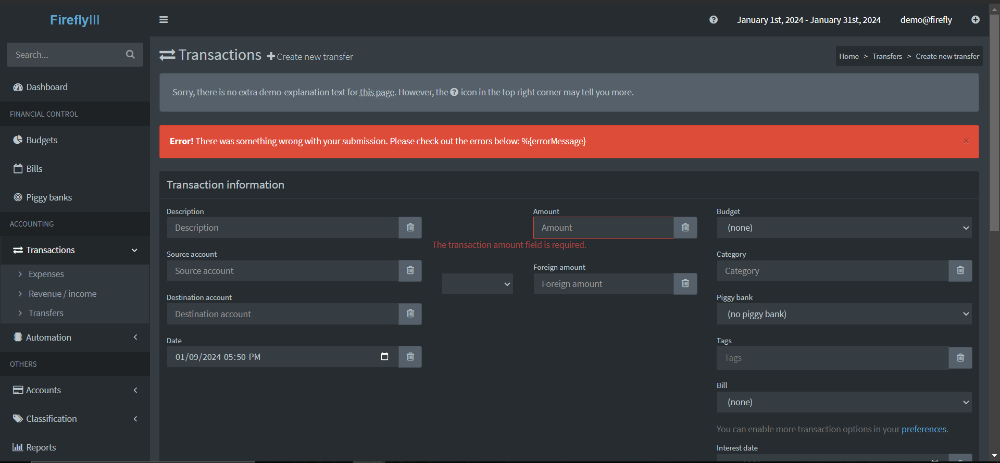 FireflyIII
January 1st, 2024 - January 31st, 2024
demo@firefly
Search...
Dashboard
FINANCIAL CONTROL
Budgets
Bills
Piggy banks
ACCOUNTING
Transactions
Expenses
Revenue / income
Transfers
Automation
OTHERS
Accounts
Classification
Reports
Transactions Create new transfer
Home > Transfers > Create new transfer
Sorry, there is no extra demo-explanation text for this page. However, the ?-icon in the top right corner may tell you more.
Error! There was something wrong with your submission. Please check out the errors below: %{errorMessage}
×
Transaction information
Description
Description
Source account
Source account
Destination account
Destination account
Date
01/09/2024 05:50 PM
Amount
Amount
The transaction amount field is required.
Foreign amount
Foreign amount
Budget
(none)
Category
Category
Piggy bank
(no piggy bank)
Tags
Tags
Bill
(none)
You can enable more transaction options in your preferences.
Interest date